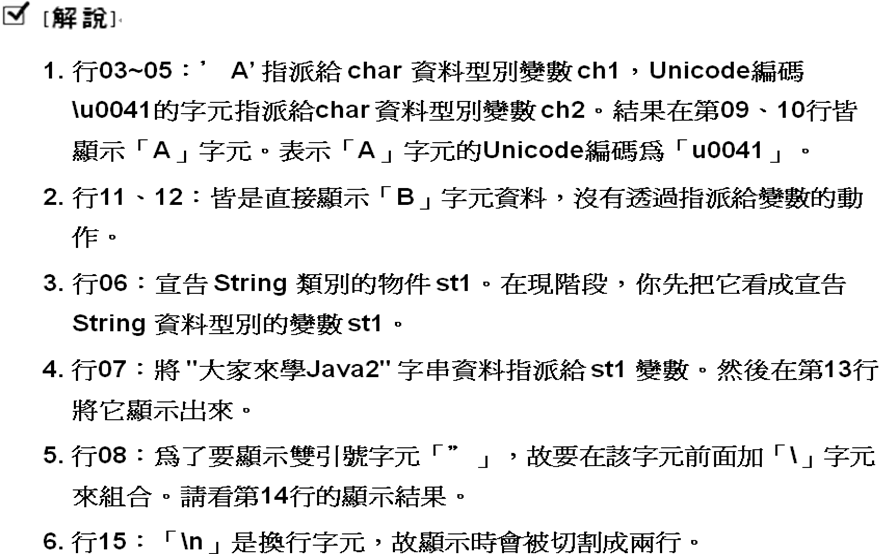 [解說]
1. 行03~05：’ A' 指派給 char 資料型別變數 ch1，Unicode編碼
\u0041的字元指派給char 資料型別變數 ch2。結果在第09、10行皆
顯示「A」字元。表示「A」字元的Unicode編碼為「u0041」。
2. 行11、12：皆是直接顯示「B」字元資料，沒有透過指派給變數的動
作。
3. 行06：宣告 String 類別的物件 st1。在現階段，你先把它看成宣告
String 資料型別的變數 st1。
4. 行07：將 "大家來學Java2" 字串資料指派給 st1 變數。然後在第13行
將它顯示出來。
5. 行08：為了要顯示雙引號字元「”」，故要在該字元前面加「\」字元
來組合。請看第14行的顯示結果。
6. 行15：「\n」是換行字元，故顯示時會被切割成兩行。